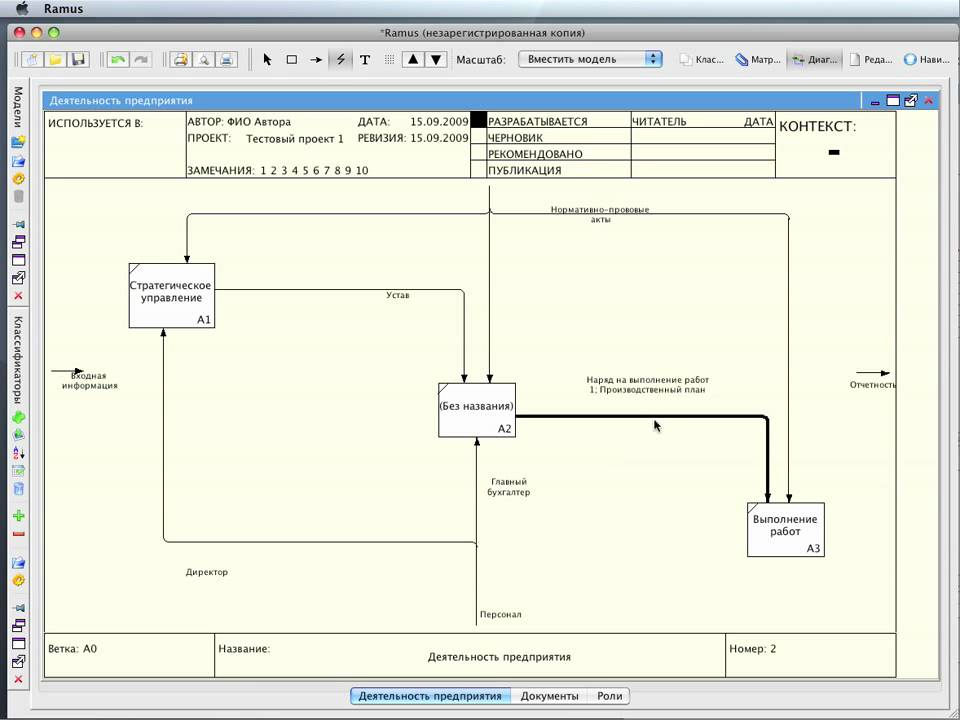 Ramus
*Ramus (незарегистрированная копия)
Масштаб: Вместить модель Клас... Матр... Диаг... Реда... Нави...
Модели
Классификаторы
Деятельность предприятия
ИСПОЛЬЗУЕТСЯ В:
АВТОР: ФИО Автора ДАТА: 15.09.2009
ПРОЕКТ: Тестовый проект 1 РЕВИЗИЯ: 15.09.2009
ЗАМЕЧАНИЯ: 1 2 3 4 5 6 7 8 9 10
РАЗРАБАТЫВАЕТСЯ
ЧЕРНОВИК
РЕКОМЕНДОВАНО
ПУБЛИКАЦИЯ
ЧИТАТЕЛЬ ДАТА
КОНТЕКСТ:
Нормативно-прововые
акты
Стратегическое
управление
A1
Устав
Входная
информация
Наряд на выполнение работ
1; Производственный план
Отчетность
(Без названия)
A2
Главный
бухгалтер
Выполнение
работ
A3
Директор
Персонал
Ветка: A0
Название:
Деятельность предприятия
Номер: 2
Деятельность предприятия Документы Роли